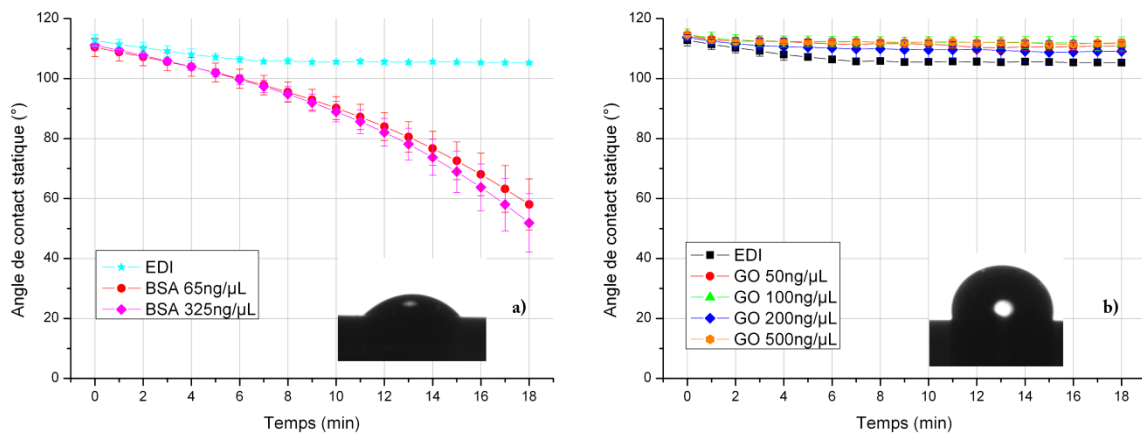 120
100
80
60
40
20
0
Angle de contact statique (°)
EDI
BSA 65ng/µL
BSA 325ng/µL
a)
0 2 4 6 8 10 12 14 16 18
Temps (min)
120
100
80
60
40
20
0
Angle de contact statique (°)
EDI
GO 50ng/µL
GO 100ng/µL
GO 200ng/µL
GO 500ng/µL
b)
0 2 4 6 8 10 12 14 16 18
Temps (min)